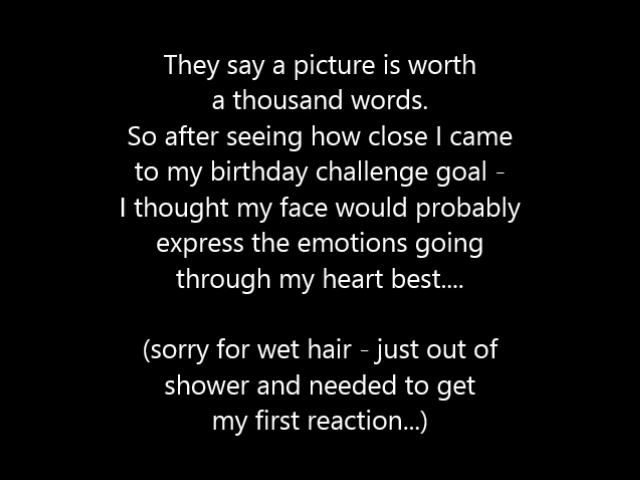 They say a picture is worth
a thousand words.
So after seeing how close I came
to my birthday challenge goal -
I thought my face would probably
express the emotions going
through my heart best....
(sorry for wet hair - just out of
shower and needed to get
my first reaction...)